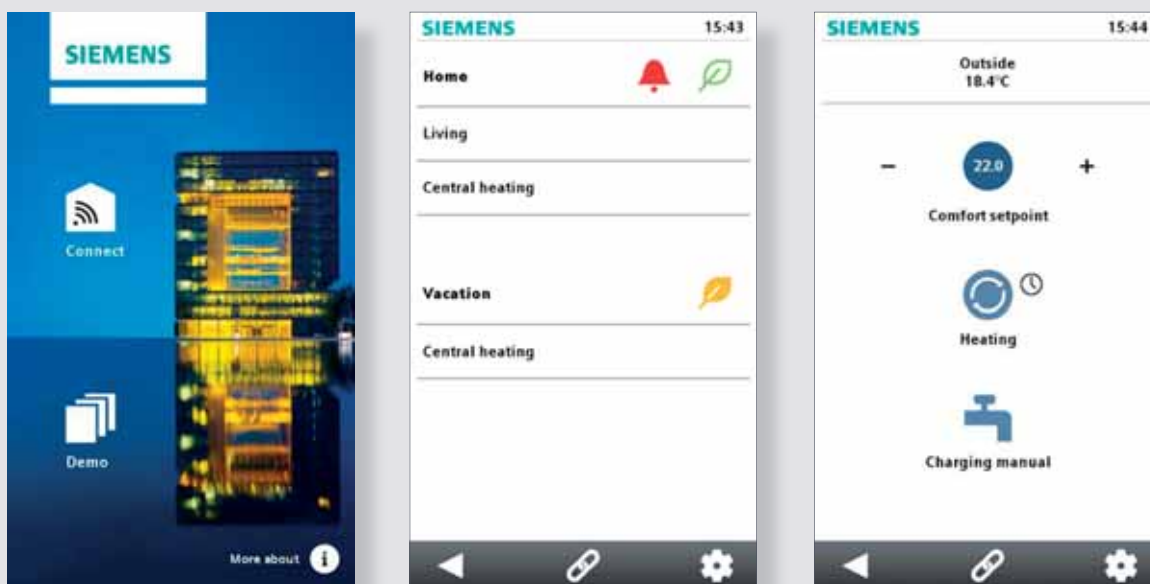 SIEMENS
Connect
Demo
More about i
SIEMENS 15:43
Home
Living
Central heating
Vacation
Central heating
SIEMENS 15:44
Outside
18.4°C
- 22.0 +
Comfort setpoint
Heating
Charging manual